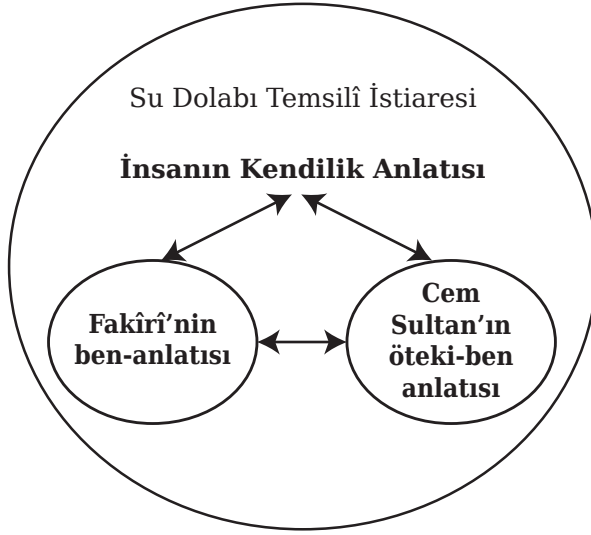 Su Dolabı Temsilî İstiaresi
İnsanın Kendilik Anlatısı
Fakîrî’nin
ben-anlatısı
Cem
Sultan’ın
öteki-ben
anlatısı